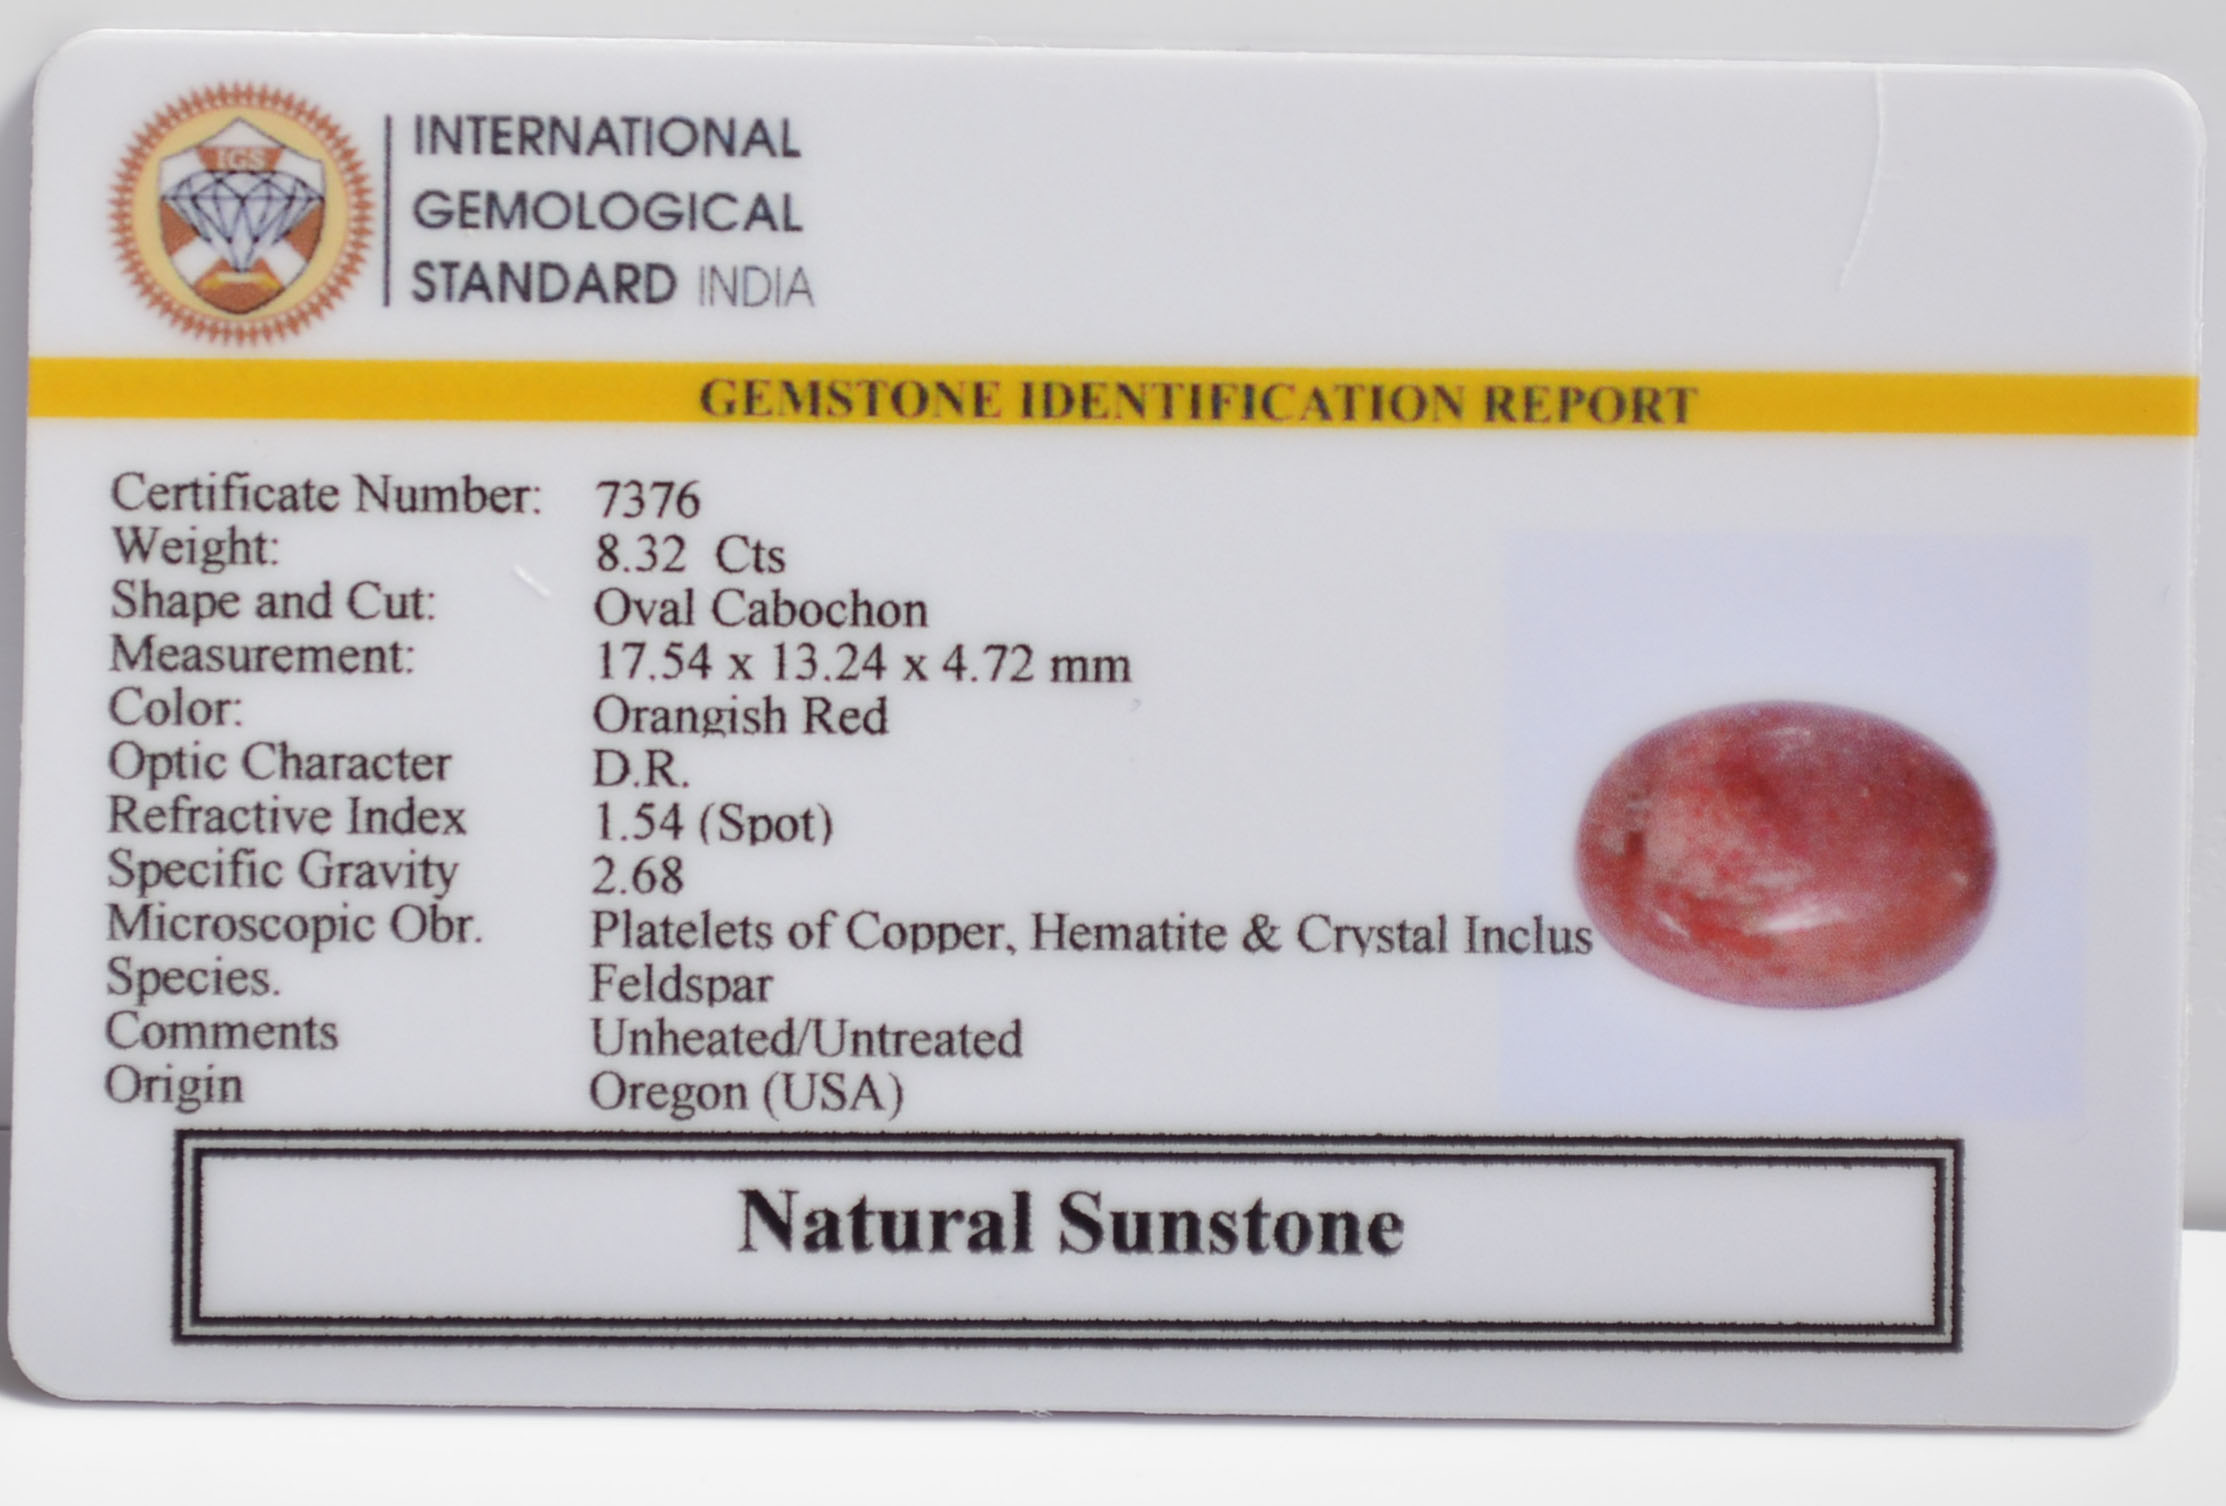 IGS
INTERNATIONAL
GEMOLOGICAL
STANDARD INDIA
GEMSTONE IDENTIFICATION REPORT
Certificate Number: 7376
Weight: 8.32 Cts
Shape and Cut: Oval Cabochon
Measurement: 17.54 x 13.24 x 4.72 mm
Color: Orangish Red
Optic Character D.R.
Refractive Index 1.54 (Spot)
Specific Gravity 2.68
Microscopic Obr. Platelets of Copper, Hematite & Crystal Inclus
Species. Feldspar
Comments Unheated/Untreated
Origin Oregon (USA)
Natural Sunstone